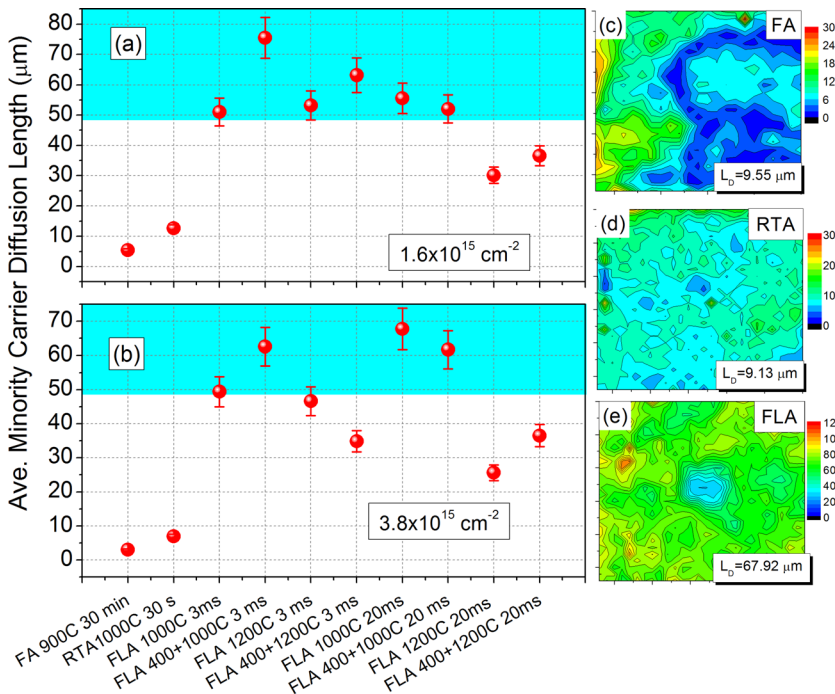 Ave. Minority Carrier Diffusion Length (μm)
(a)
80
70
60
50
40
30
20
10
0
1.6x10¹⁵ cm⁻²
(b)
70
60
50
40
30
20
10
0
3.8x10¹⁵ cm⁻²
FA 900C 30 min
RTA1000C 30 s
FLA 1000C 3ms
FLA 400+1000C 3 ms
FLA 1200C 3 ms
FLA 400+1200C 3 ms
FLA 1000C 20ms
FLA 400+1000C 20 ms
FLA 1200C 20ms
FLA 400+1200C 20ms
(c) FA
30
24
18
12
6
0
L_D=9.55 μm
(d) RTA
30
20
10
0
L_D=9.13 μm
(e) FLA
12
10
80
60
40
20
0
L_D=67.92 μm